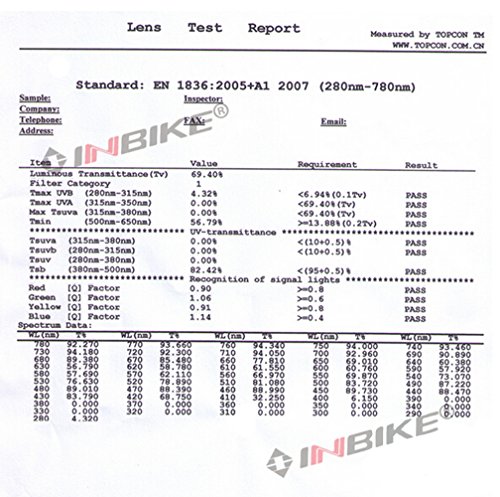 Lens Test Report
Measured by TOPCON TM
WWW.TOPCON.COM.CN
Standard: EN 1836:2005+A1 2007 (280nm-780nm)
Sample: Inspector:
Company:
Telephone: FAX: Email:
Address:
INBIKE®
Item Value Requirement Result
Luminous Transmittance(Tv) 69.40%
Filter Category 1
Tmax UVB (280nm-315nm) 4.32% <6.94%(0.1Tv) PASS
Tmax UVA (315nm-350nm) 0.00% <69.40(Tv) PASS
Max Tsuva (315nm-380nm) 0.00% <69.40(Tv) PASS
Tmin (500nm-650nm) 56.79% >=13.88%(0.2Tv) PASS
UV-transmittance
Tsuva (315nm-380nm) 0.00% <(10+0.5)% PASS
Tsuvb (280nm-315nm) 0.00% PASS
Tsuv (280nm-380nm) 0.00% <(10+0.5)% PASS
Tsb (380nm-500nm) 82.42% <(95+0.5)% PASS
Recognition of signal lights
Red [Q] Factor 0.90 >=0.8 PASS
Green [Q] Factor 1.06 >=0.6 PASS
Yellow [Q] Factor 0.91 >=0.8 PASS
Blue [Q] Factor 1.14 >=0.4 PASS
Spectrum Data:
WL(nm) T% WL(nm) T% WL(nm) T% WL(nm) T% WL(nm) T%
780 92.270 770 93.660 760 94.340 750 94.000 740 93.460
730 94.180 720 92.300 710 94.050 700 92.960 690 90.890
680 89.380 670 85.480 660 77.810 650 69.010 640 60.380
630 56.790 620 58.780 610 61.550 600 60.760 590 57.920
580 57.690 570 62.110 560 66.970 550 69.870 540 73.070
530 76.630 520 78.890 510 81.080 500 83.720 490 87.220
480 89.010 470 88.390 460 88.990 450 89.730 440 88.470
430 83.790 420 68.750 410 32.250 400 6.150 390 0.000
380 0.000 370 0.000 360 0.000 350 0.000 340 0.000
330 0.000 320 0.000 310 0.000 300 0.000 290 0.000
280 4.320
INBIKE®